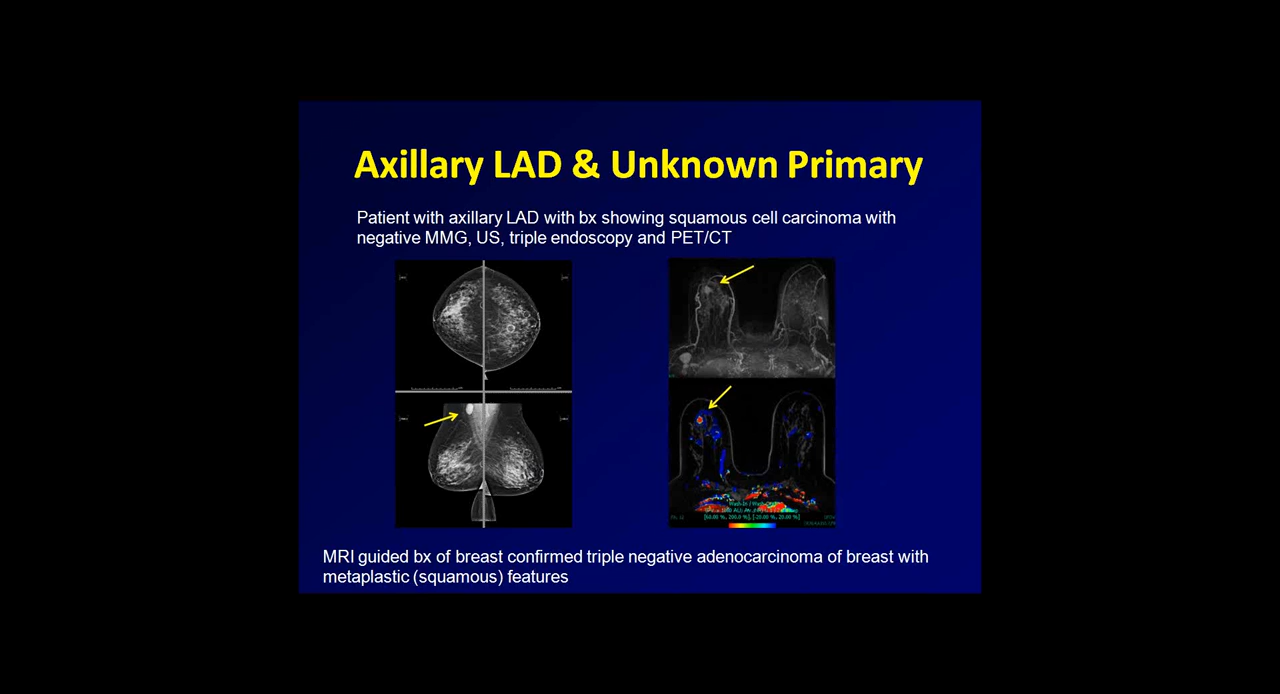 Axillary LAD & Unknown Primary
Patient with axillary LAD with bx showing squamous cell carcinoma with
negative MMG, US, triple endoscopy and PET/CT
MRI guided bx of breast confirmed triple negative adenocarcinoma of breast with
metaplastic (squamous) features